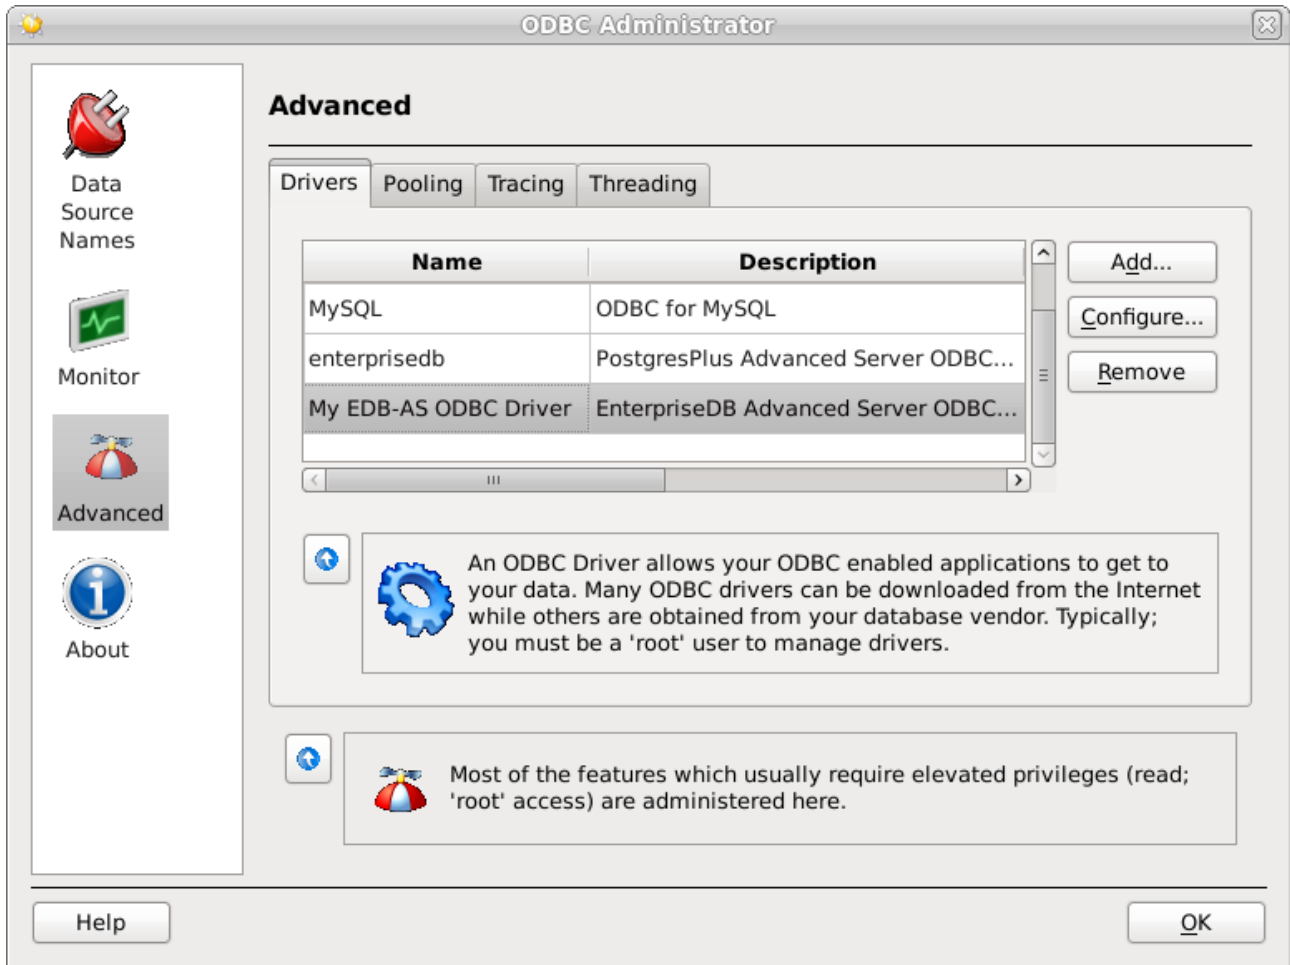 ODBC Administrator
Data
Source
Names
Monitor
Advanced
About
Advanced
Drivers Pooling Tracing Threading
Name Description
MySQL ODBC for MySQL
enterprisedb PostgresPlus Advanced Server ODBC...
My EDB-AS ODBC Driver EnterpriseDB Advanced Server ODBC...
Add...
Configure...
Remove
An ODBC Driver allows your ODBC enabled applications to get to
your data. Many ODBC drivers can be downloaded from the Internet
while others are obtained from your database vendor. Typically;
you must be a 'root' user to manage drivers.
Most of the features which usually require elevated privileges (read;
'root' access) are administered here.
Help OK